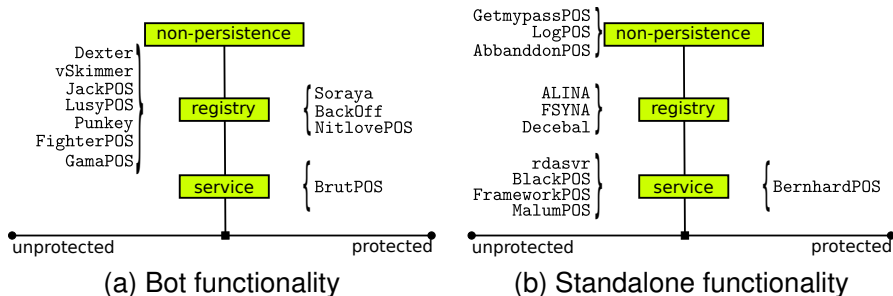 non-persistence
Dexter
vSkimmer
JackPOS
LusyPOS
Punkey
FighterPOS
GamaPOS
registry
Soraya
BackOff
NitlovePOS
service
BrutPOS
unprotected
protected
(a) Bot functionality
GetmypassPOS
LogPOS
AbbanddonPOS
non-persistence
ALINA
FSYNA
Decebal
registry
rdasvr
BlackPOS
FrameworkPOS
MalumPOS
service
BernhardPOS
unprotected
protected
(b) Standalone functionality